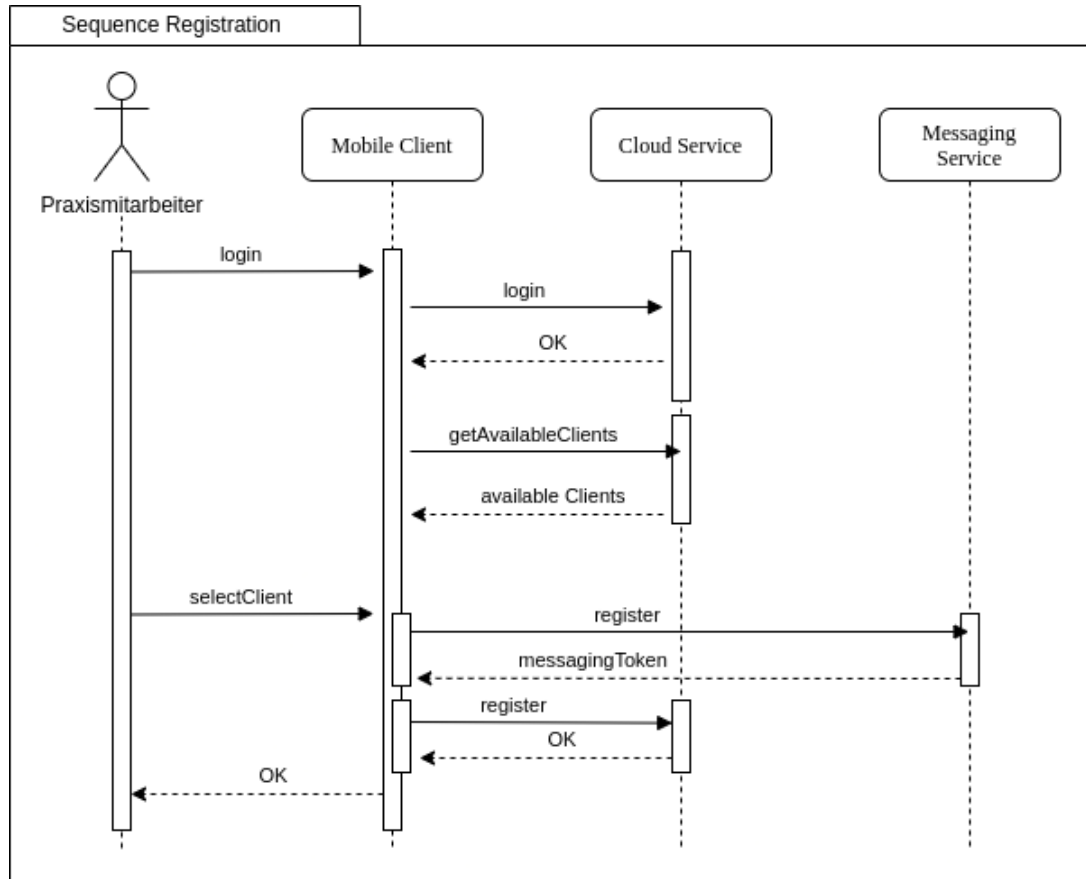 Sequence Registration
Praxismitarbeiter
Mobile Client
Cloud Service
Messaging
Service
login
login
OK
getAvailableClients
available Clients
selectClient
register
messagingToken
register
OK
OK